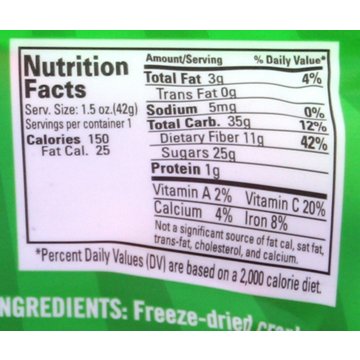 Nutrition
Facts
Serv. Size: 1.5 oz.(42g)
Servings per container 1
Calories 150
Fat Cal. 25
Amount/Serving % Daily Value*
Total Fat 3g 4%
Trans Fat 0g
Sodium 5mg 0%
Total Carb. 35g 12%
Dietary Fiber 11g 42%
Sugars 25g
Protein 1g
Vitamin A 2% Vitamin C 20%
Calcium 4% Iron 8%
Not a significant source of fat cal, sat fat,
trans-fat, cholesterol, and calcium.
*Percent Daily Values (DV) are based on a 2,000 calorie diet.
NGREDIENTS: Freeze-dried